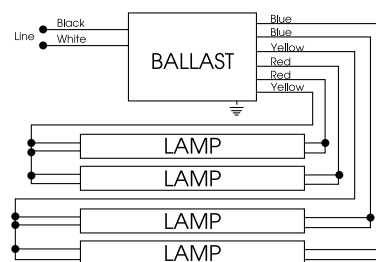 Blue
Black
Blue
Line
White
Yellow
BALLAST
Red
Red
Yellow
LAMP
LAMP
LAMP
LAMP